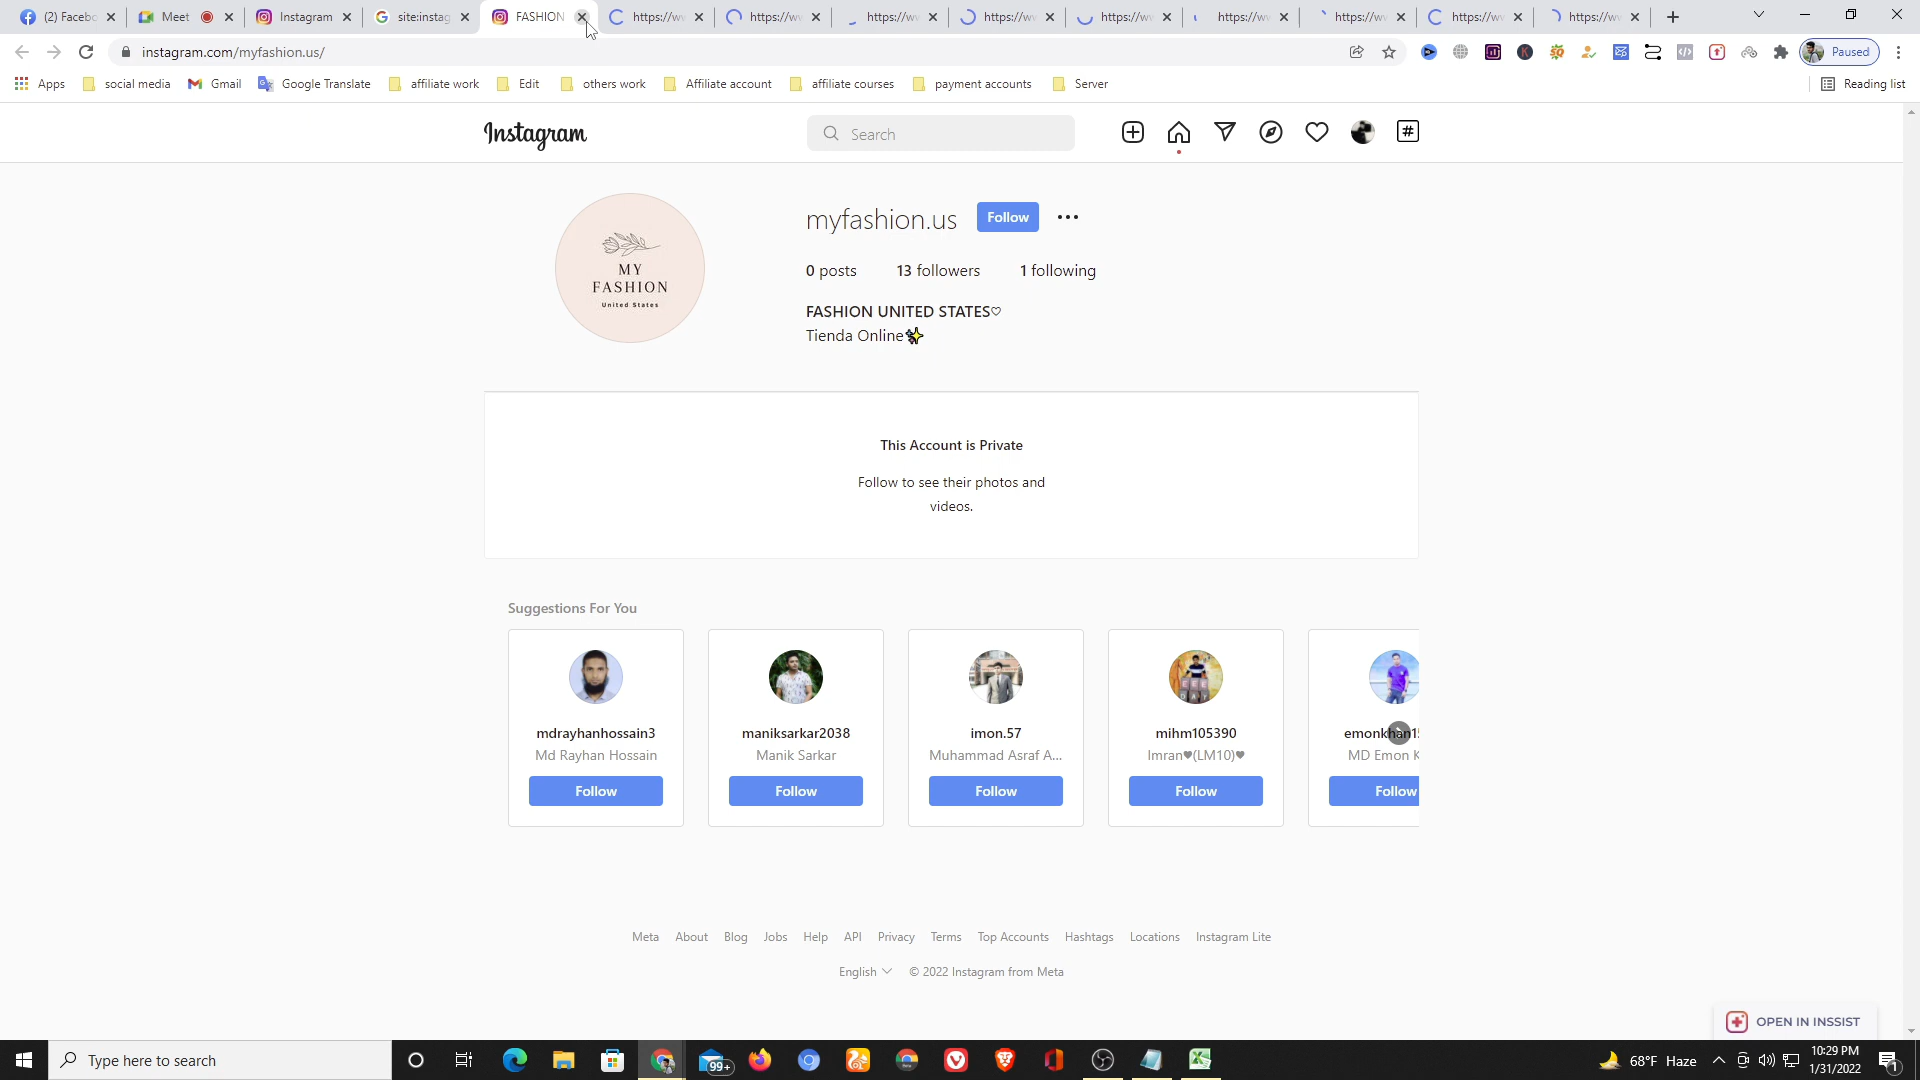 (2) Facebo
Meet
Instagram
site:instag
FASHION
https://w
https://w
https://w
https://w
https://w
https://w
https://w
https://w
https://w
instagram.com/myfashion.us/
Paused
Apps
social media
Gmail
Google Translate
affiliate work
Edit
others work
Affiliate account
affiliate courses
payment accounts
Server
Reading list
Instagram
Search
MY
FASHION
United States
myfashion.us
Follow
0 posts
13 followers
1 following
FASHION UNITED STATES♡
Tienda Online✨
This Account is Private
Follow to see their photos and
videos.
Suggestions For You
mdrayhanhossain3
Md Rayhan Hossain
Follow
maniksarkar2038
Manik Sarkar
Follow
imon.57
Muhammad Asraf A...
Follow
mihm105390
Imran♥(LM10)♥
Follow
MD Emon K
Follow
Meta
About
Blog
Jobs
Help
API
Privacy
Terms
Top Accounts
Hashtags
Locations
Instagram Lite
English
© 2022 Instagram from Meta
OPEN IN INSSIST
Type here to search
99+
68°F Haze
10:29 PM
1/31/2022
1